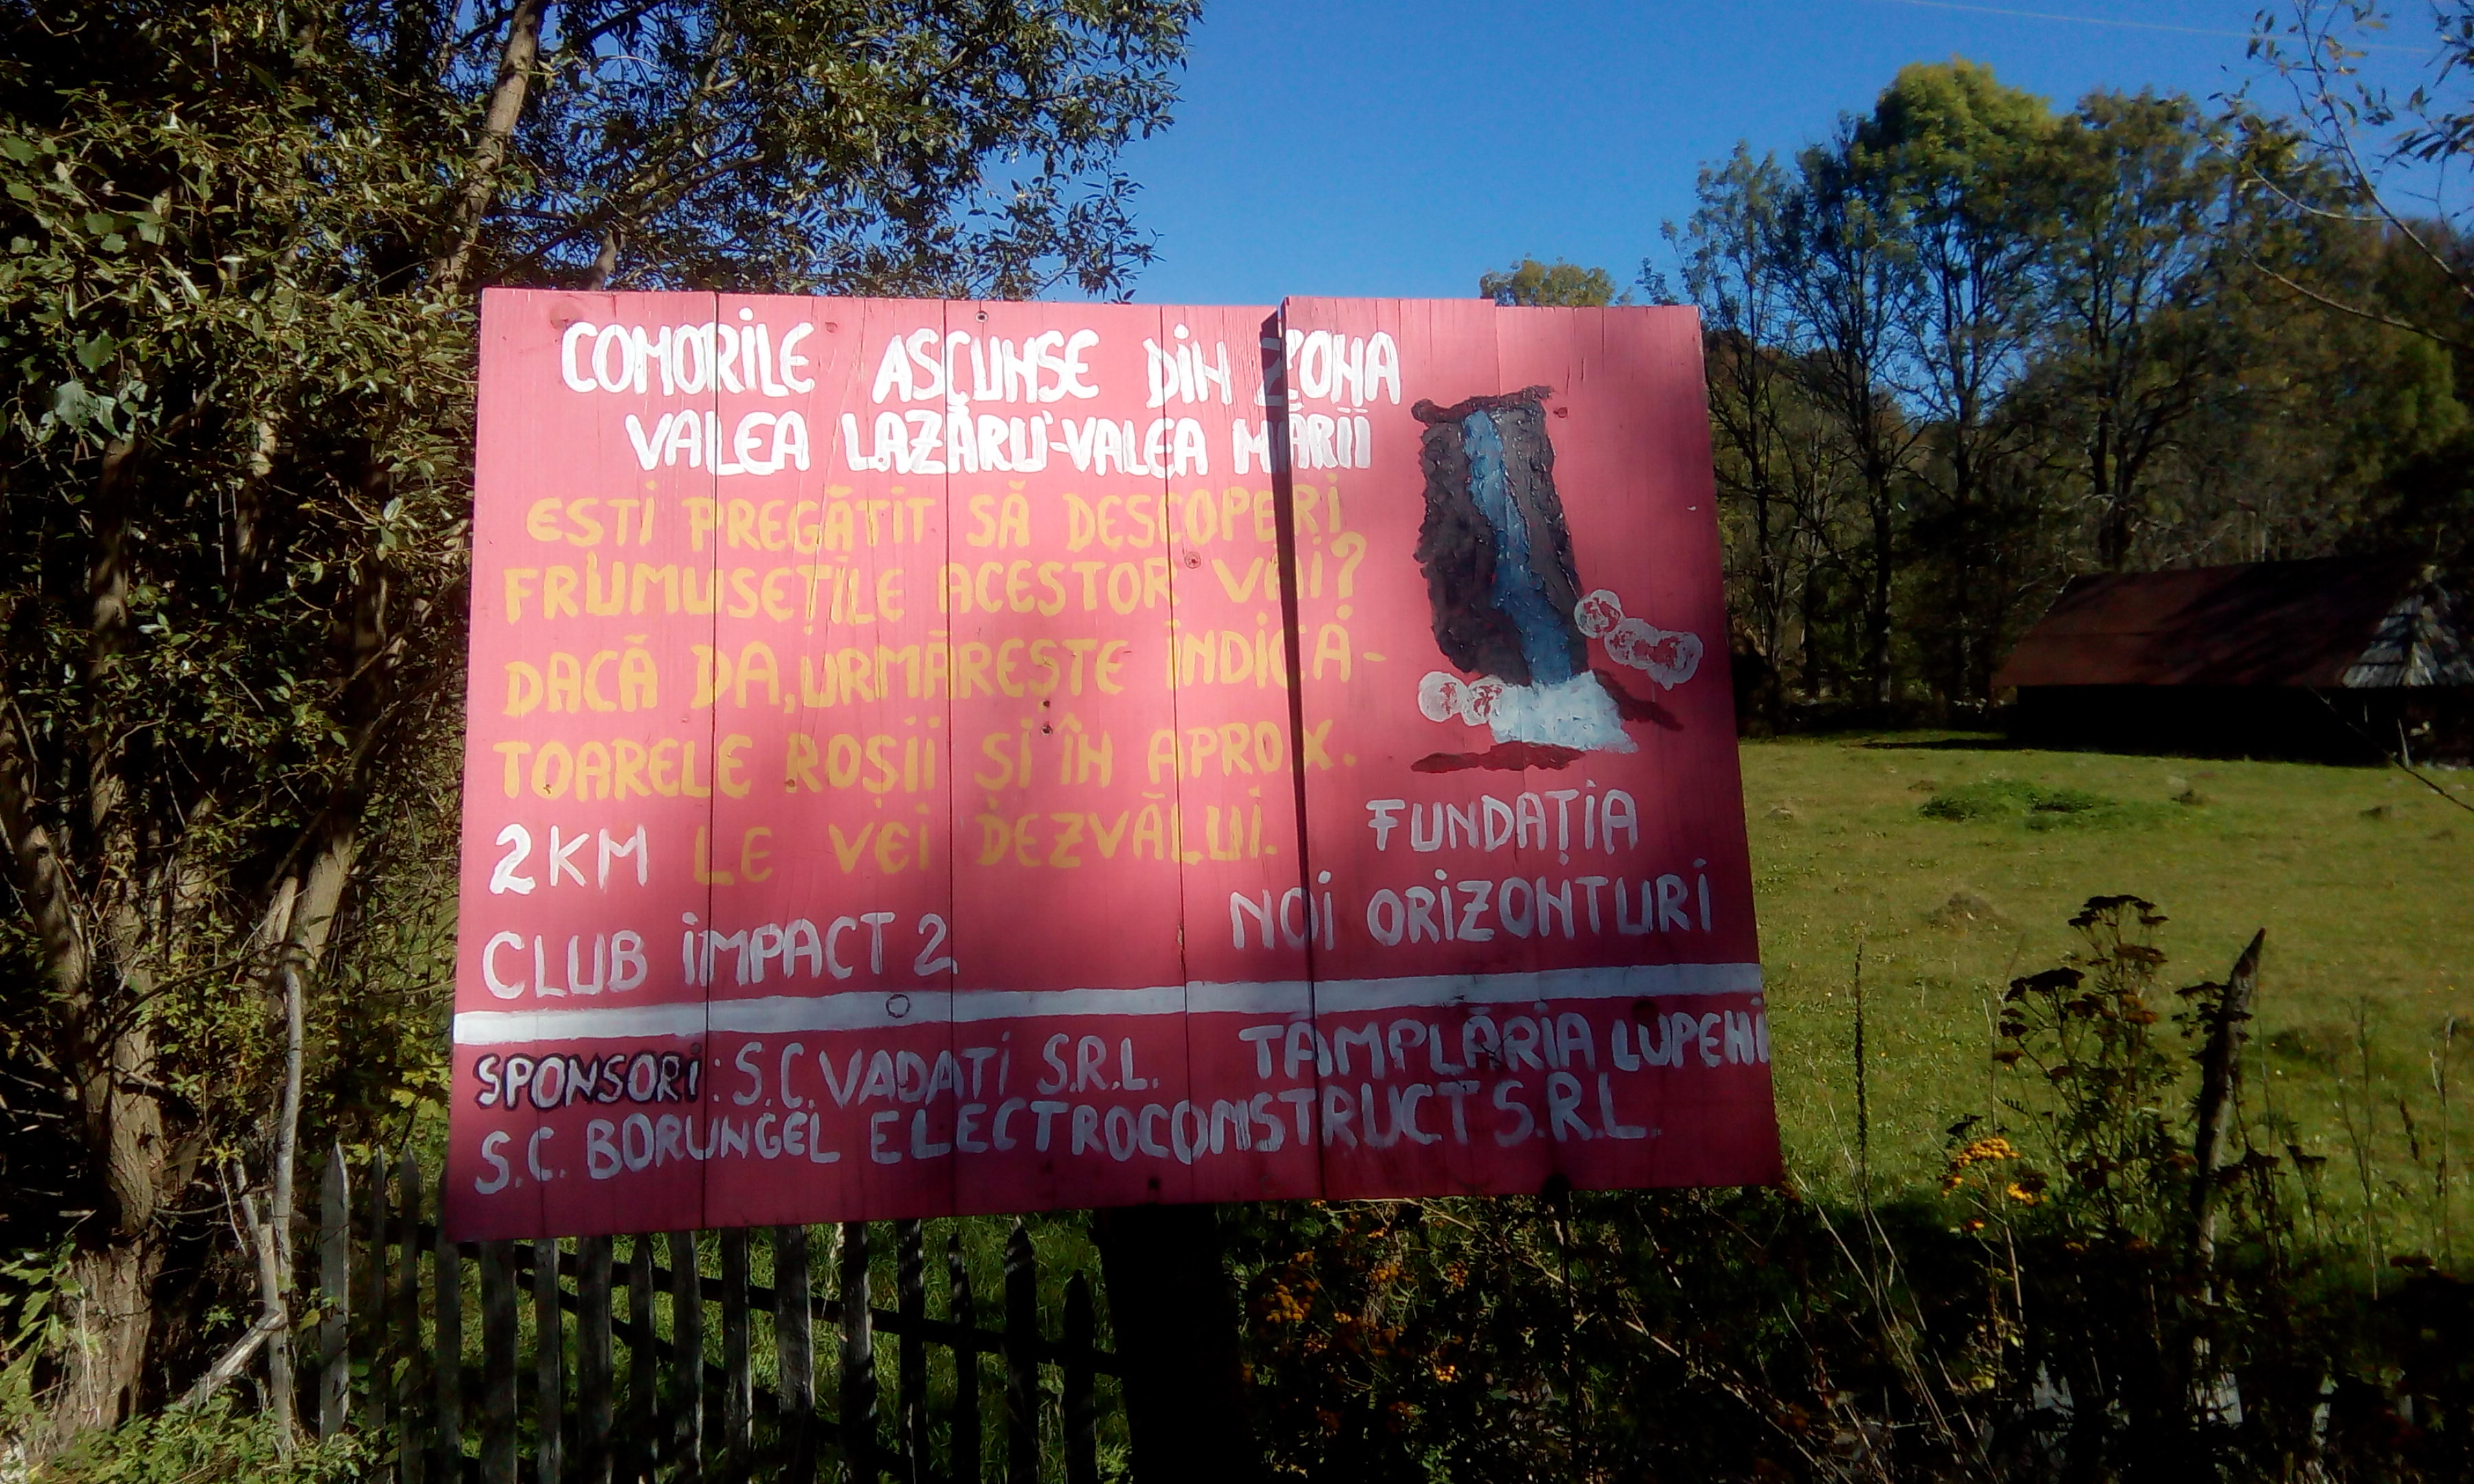 COMORILE ASCUNSE DIN ZONA
VALEA LAZĂRU-VALEA MĂRII
EȘTI PREGĂTIT SĂ DESCOPERI
FRUMUSEȚILE ACESTOR VĂI?
DACĂ DA, URMĂREȘTE INDICA-
TOARELE ROȘII ȘI ÎN APROX.
2KM LE VEI DEZVĂLUI.
FUNDAȚIA
NOI ORIZONTURI
CLUB IMPACT 2
SPONSORI: S.C. VADATI S.R.L. TÂMPLĂRIA LUPENI
S.C. BORUNGEL ELECTROCONSTRUCT S.R.L.